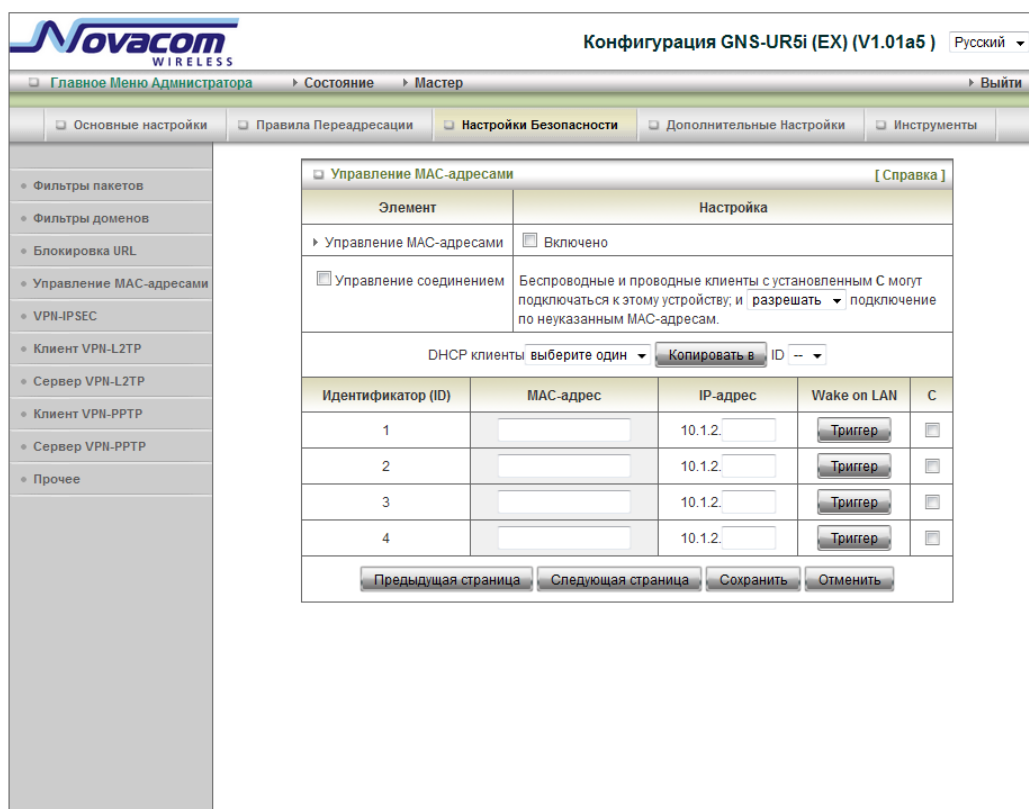 Novacom
WIRELESS
Конфигурация GNS-UR5i (EX) (V1.01a5 )
Русский
Главное Меню Адмнистратора
Состояние
Мастер
Выйти
Основные настройки
Правила Переадресации
Настройки Безопасности
Дополнительные Настройки
Инструменты
Фильтры пакетов
Фильтры доменов
Блокировка URL
Управление MAC-адресами
VPN-IPSEC
Клиент VPN-L2TP
Сервер VPN-L2TP
Клиент VPN-PPTP
Сервер VPN-PPTP
Прочее
Управление MAC-адресами
[ Справка ]
Элемент
Настройка
Управление MAC-адресами
Включено
Управление соединением
Беспроводные и проводные клиенты с установленным С могут
подключаться к этому устройству; и разрешать подключение
по неуказанным MAC-адресам.
DHCP клиенты выберите один Копировать в ID --
Идентификатор (ID) MAC-адрес IP-адрес Wake on LAN C
1 10.1.2. Триггер
2 10.1.2. Триггер
3 10.1.2. Триггер
4 10.1.2. Триггер
Предыдущая страница Следующая страница Сохранить Отменить